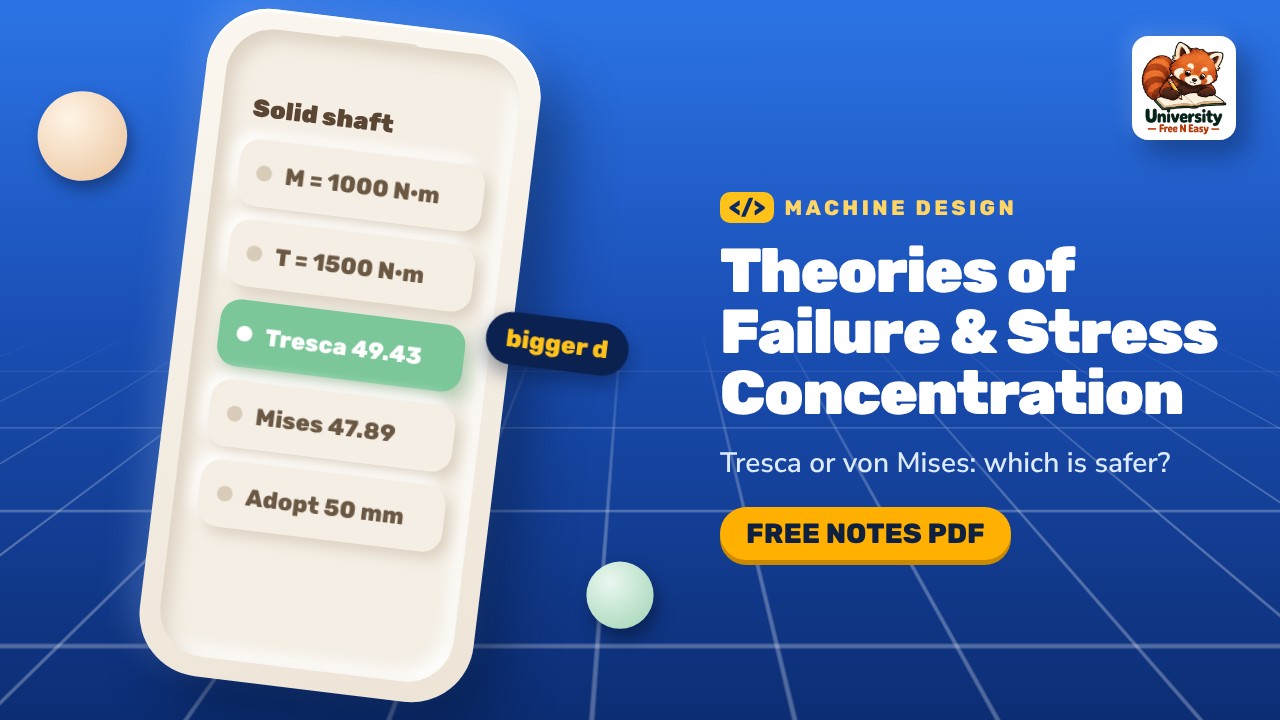 Solid shaft
M = 1000 N·m
T = 1500 N·m
Tresca 49.43
bigger d
Mises 47.89
Adopt 50 mm
University
Free N Easy
</> MACHINE DESIGN
Theories of
Failure & Stress
Concentration
Tresca or von Mises: which is safer?
FREE NOTES PDF